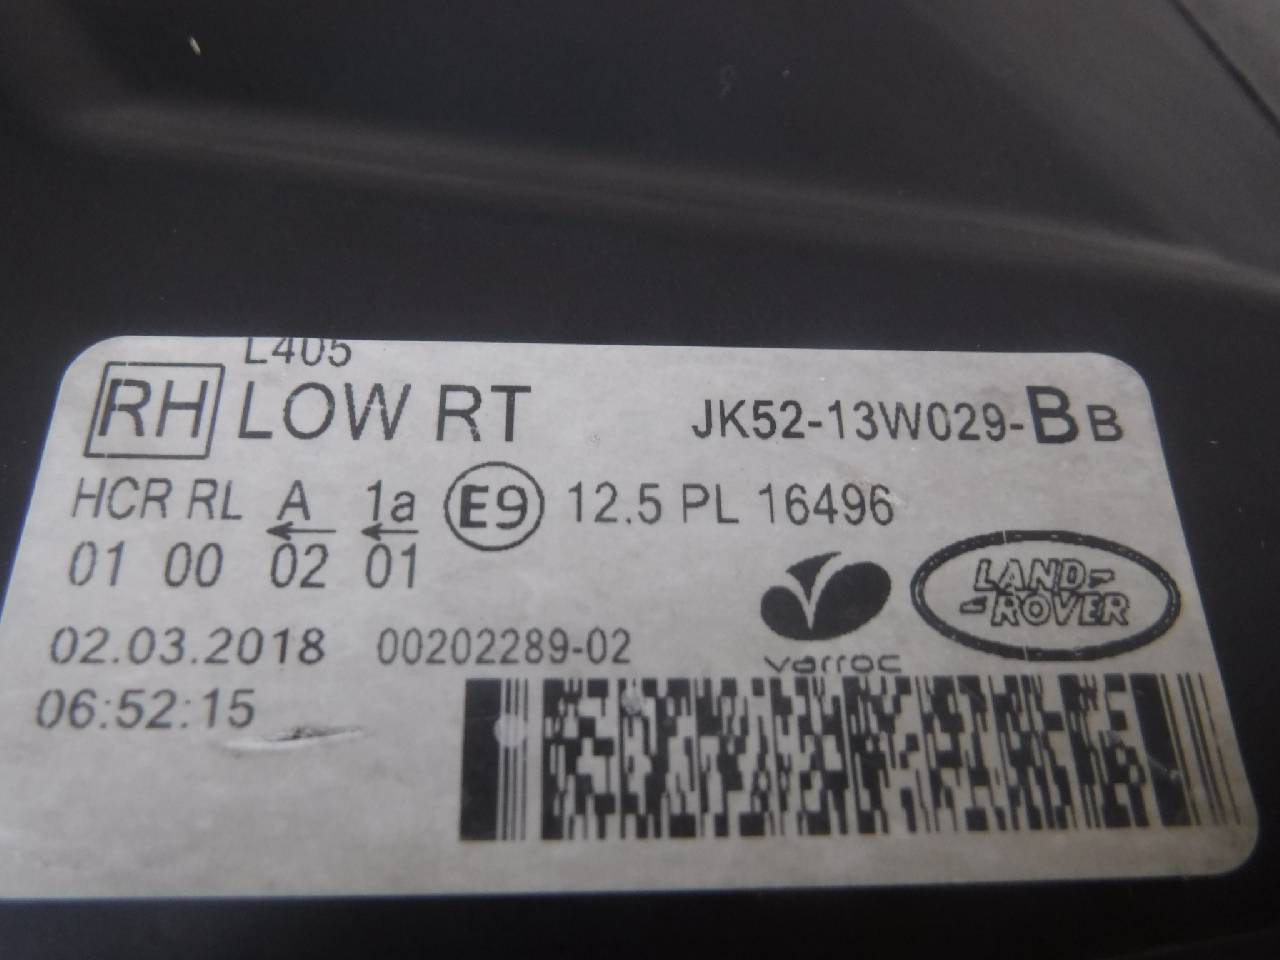 L405
RH LOW RT JK52-13W029-BB
HCR RL A 1a E9 12.5 PL 16496
01 00 02 01
LAND-
-ROVER
02.03.2018 00202289-02
varroc
06:52:15